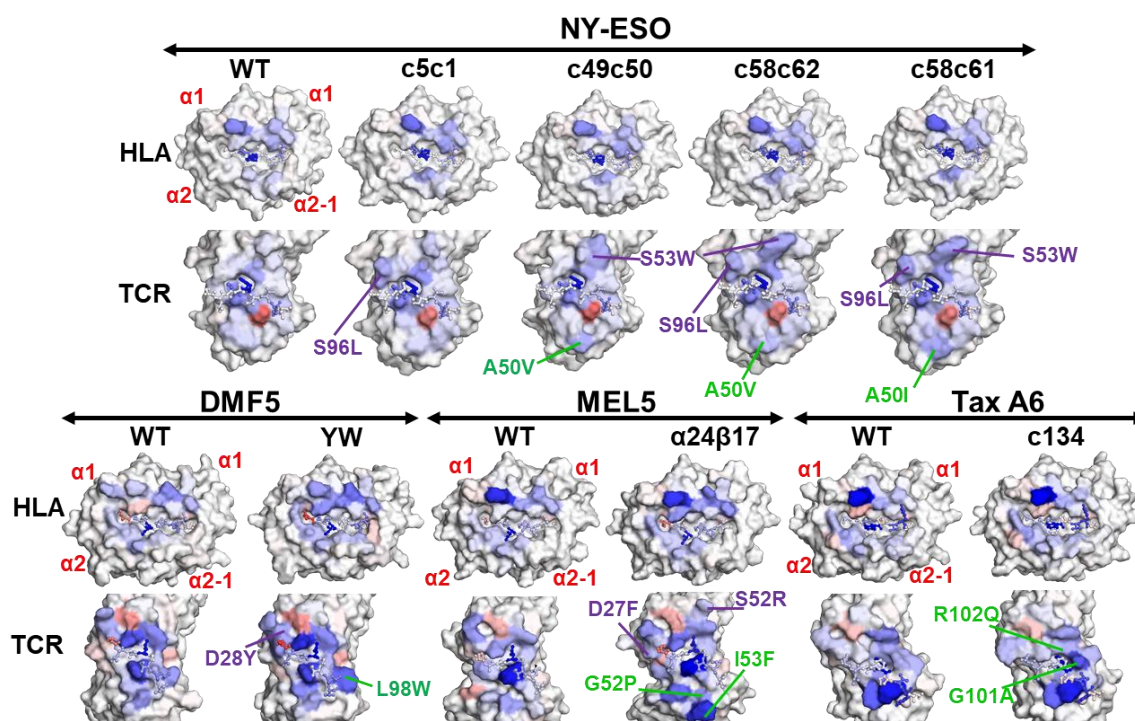 NY-ESO
WT c5c1 c49c50 c58c62 c58c61
α1 α1
HLA
α2 α2-1
TCR
S53W S53W
S96L S96L S96L
A50V A50V A50I
DMF5 MEL5 Tax A6
WT YW WT α24β17 WT c134
α1 α1 α1 α1 α1 α1
HLA
α2 α2-1 α2 α2-1 α2 α2-1
TCR
D28Y L98W D27F S52R G52P I53F R102Q G101A